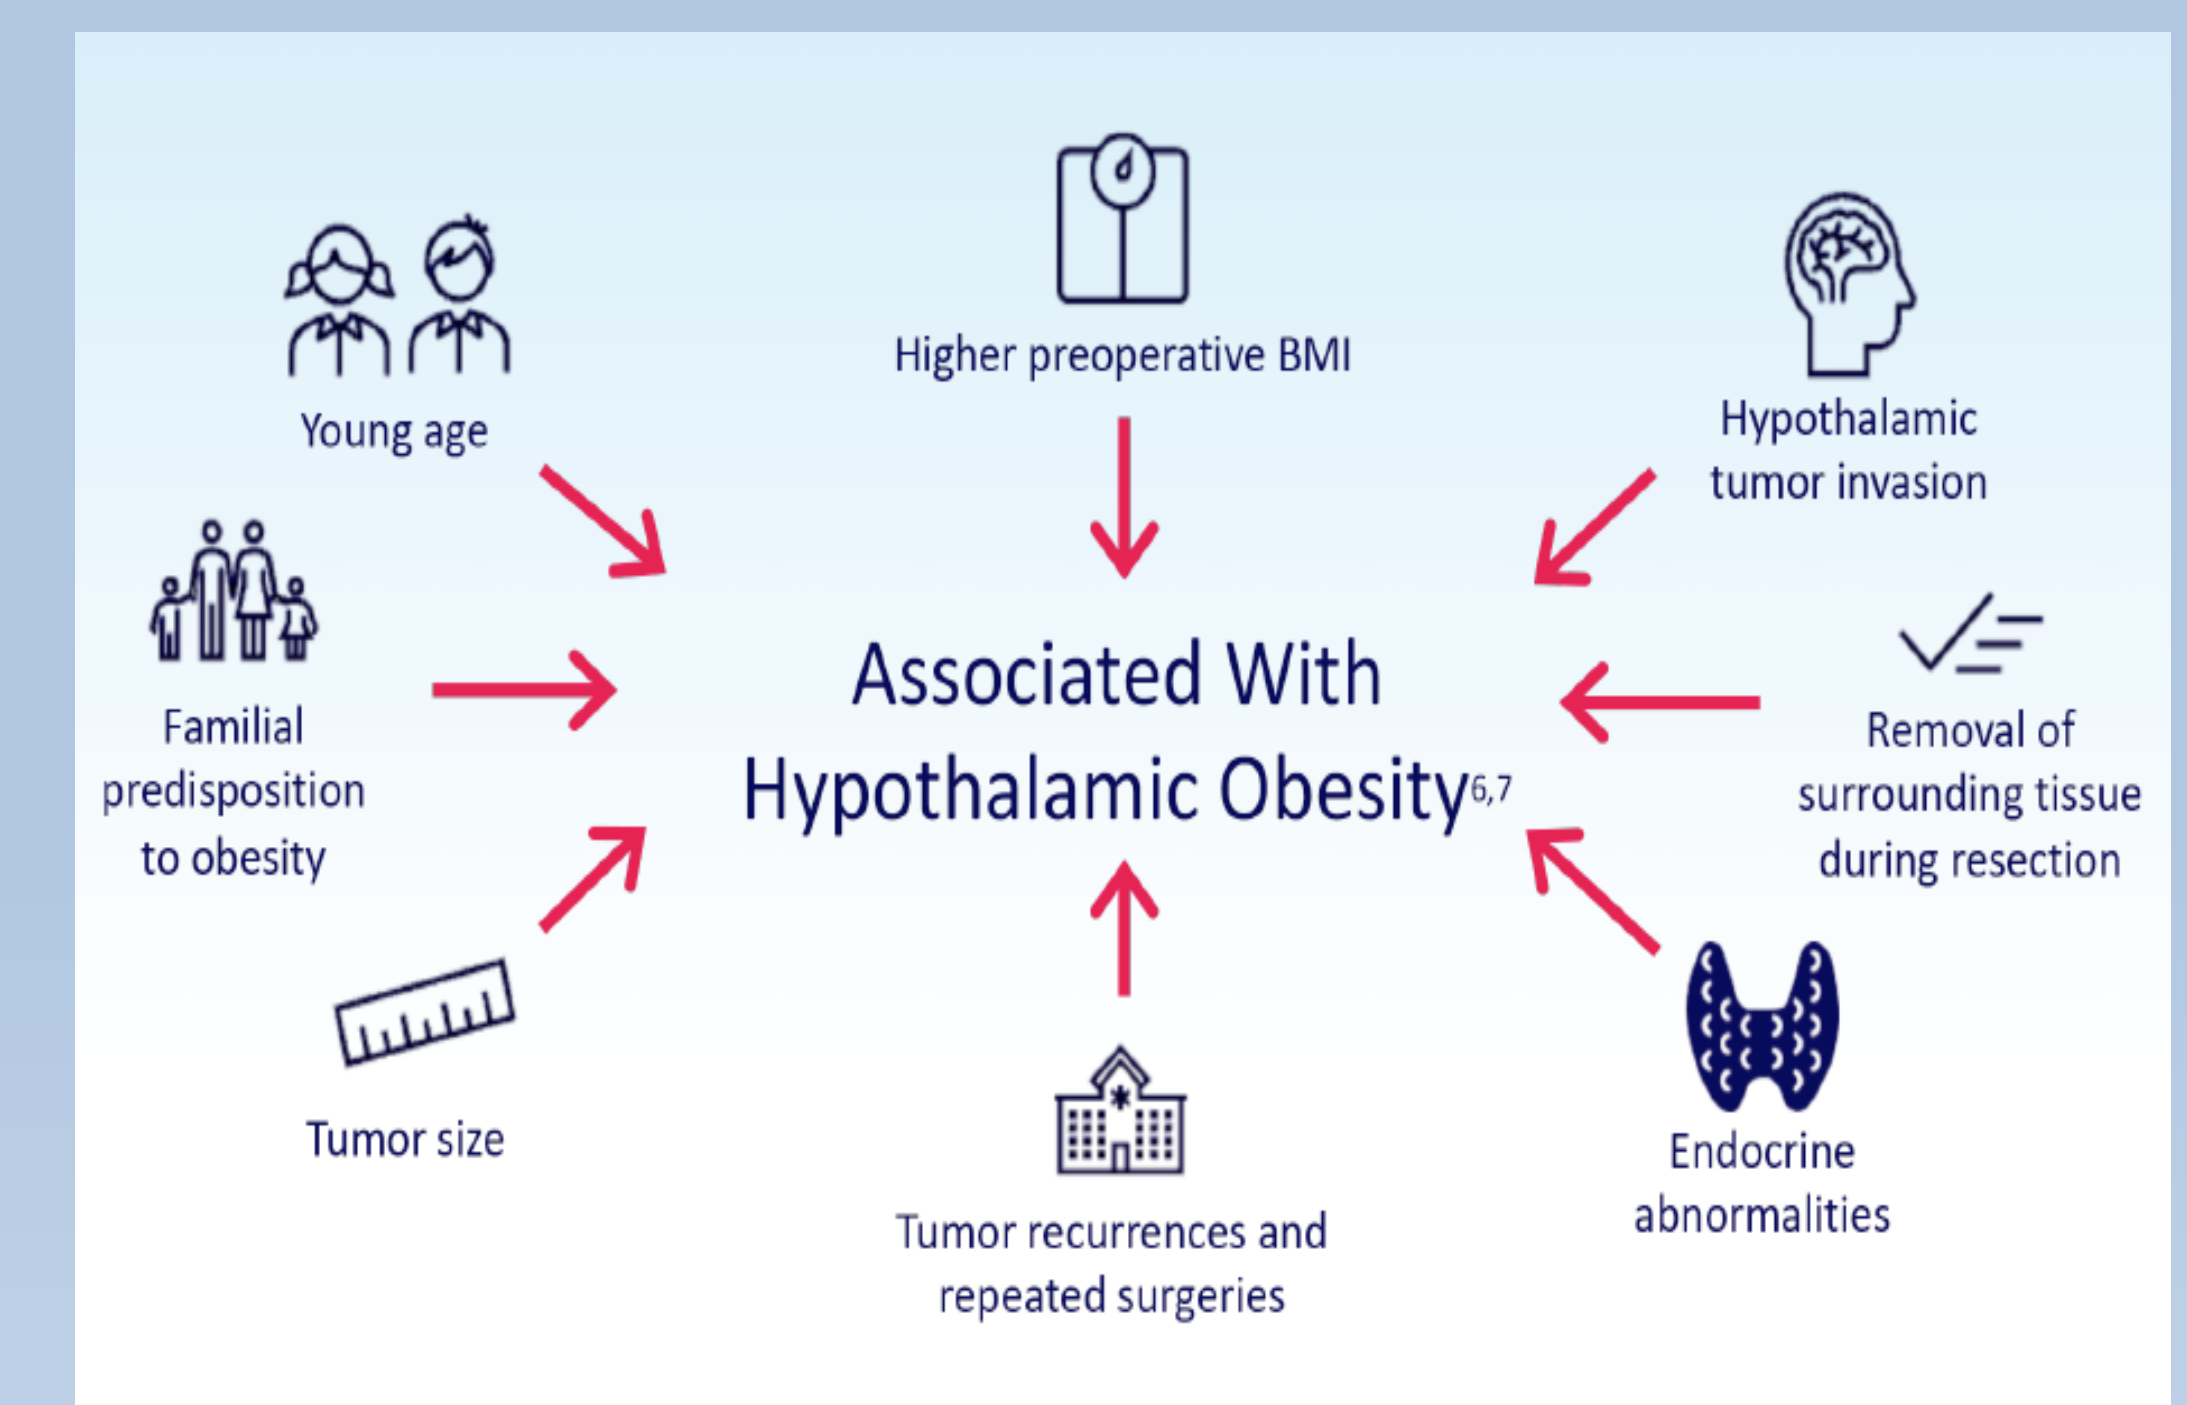 Higher preoperative BMI
Young age
Hypothalamic
tumor invasion
Familial
predisposition
to obesity
Associated With
Hypothalamic Obesity6,7
Removal of
surrounding tissue
during resection
Tumor size
Tumor recurrences and
repeated surgeries
Endocrine
abnormalities